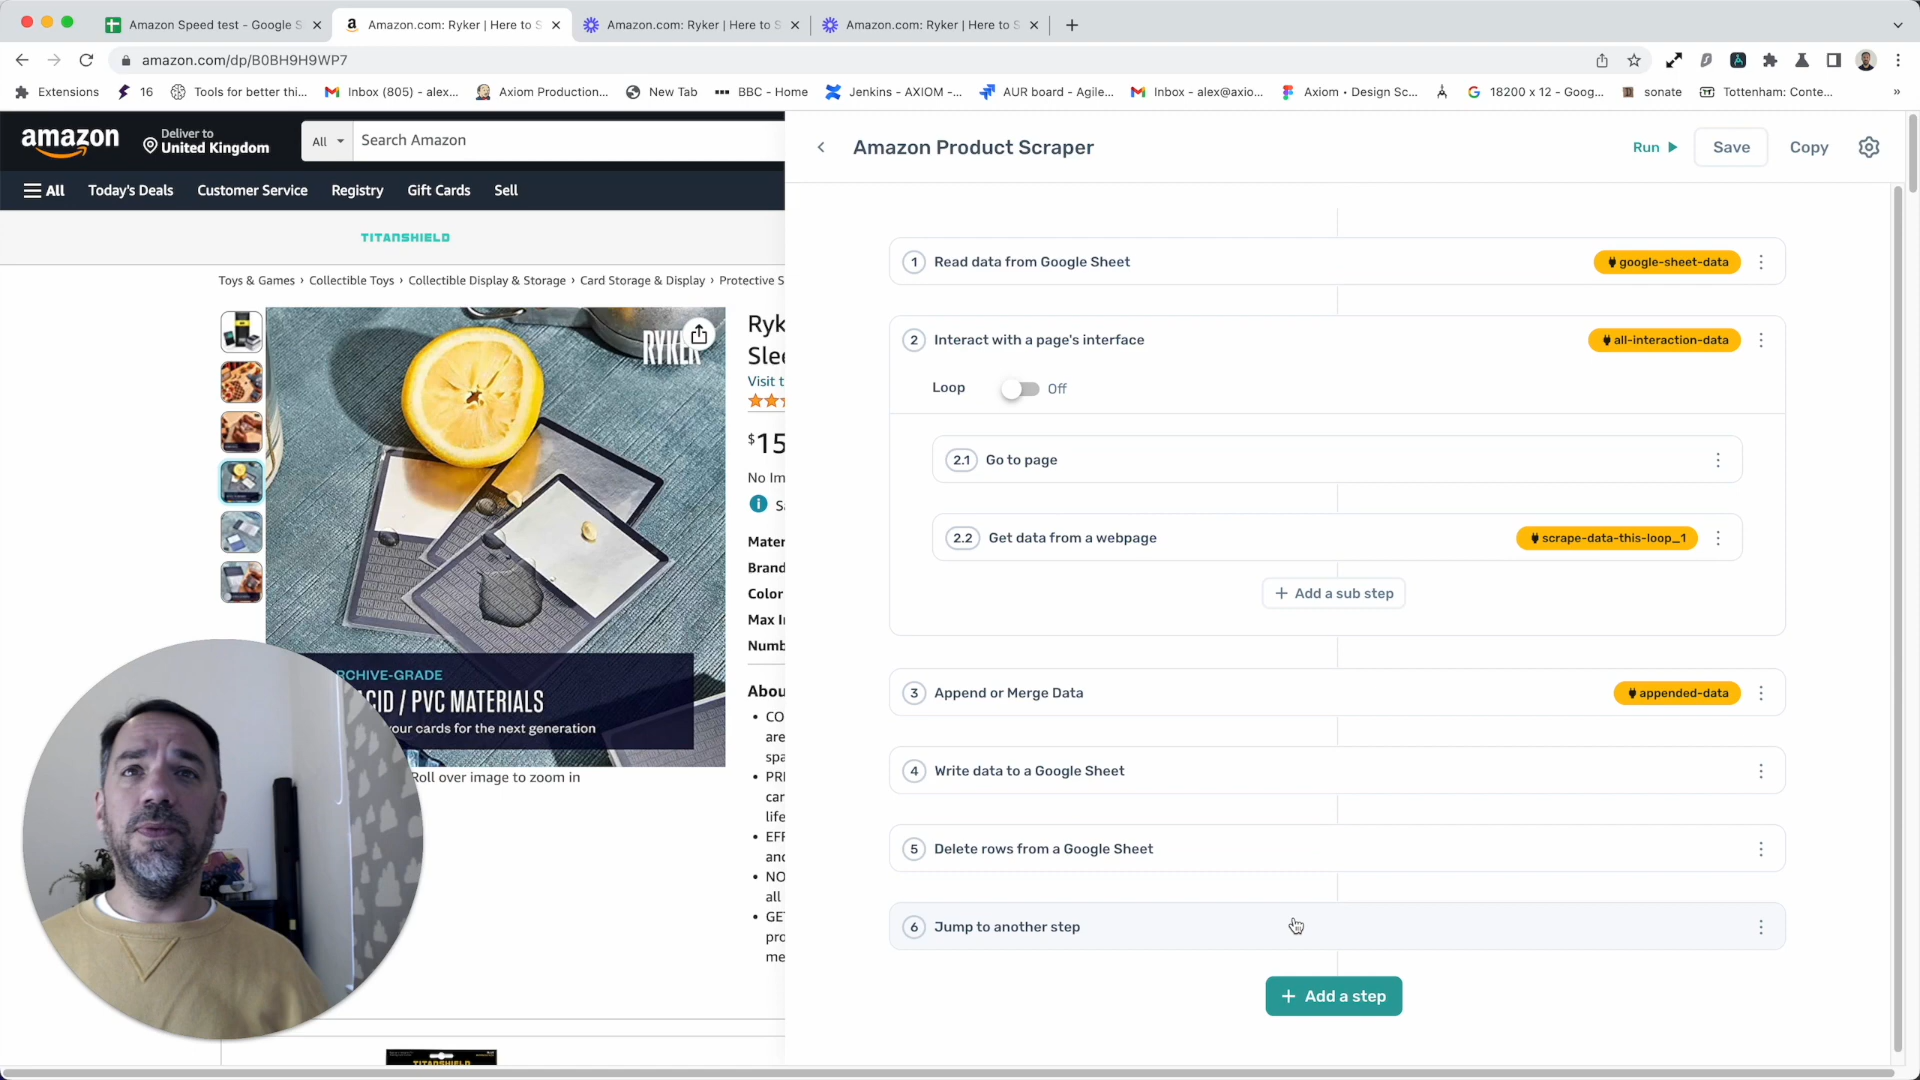 Amazon Speed test - Google S
Amazon.com: Ryker | Here to S
Amazon.com: Ryker | Here to S
Amazon.com: Ryker | Here to S
amazon.com/dp/B0BH9H9WP7
Extensions
16
Tools for better thi...
Inbox (805) - alex...
Axiom Production...
New Tab
BBC - Home
Jenkins - AXIOM -...
AUR board - Agile...
Inbox - alex@axio...
Axiom • Design Sc...
18200 x 12 - Goog...
sonate
Tottenham: Conte...
»
amazon
Deliver to
United Kingdom
All
Search Amazon
All
Today's Deals
Customer Service
Registry
Gift Cards
Sell
TITANSHIELD
Toys & Games › Collectible Toys › Collectible Display & Storage › Card Storage & Display › Protective S
RYKER
Ryk
Slee
Visit t
$15
No Im
Sa
Mater
Brand
Color
Max I
Numb
Abou
• CO
are
spa
• PRE
car
life
• EFF
and
• NO
all
• GET
pro
me
RCHIVE-GRADE
CID / PVC MATERIALS
your cards for the next generation
Roll over image to zoom in
TITANSHIELD
Amazon Product Scraper
Run
Save
Copy
1 Read data from Google Sheet
google-sheet-data
2 Interact with a page's interface
all-interaction-data
Loop
Off
2.1 Go to page
2.2 Get data from a webpage
scrape-data-this-loop_1
+ Add a sub step
3 Append or Merge Data
appended-data
4 Write data to a Google Sheet
5 Delete rows from a Google Sheet
6 Jump to another step
+ Add a step